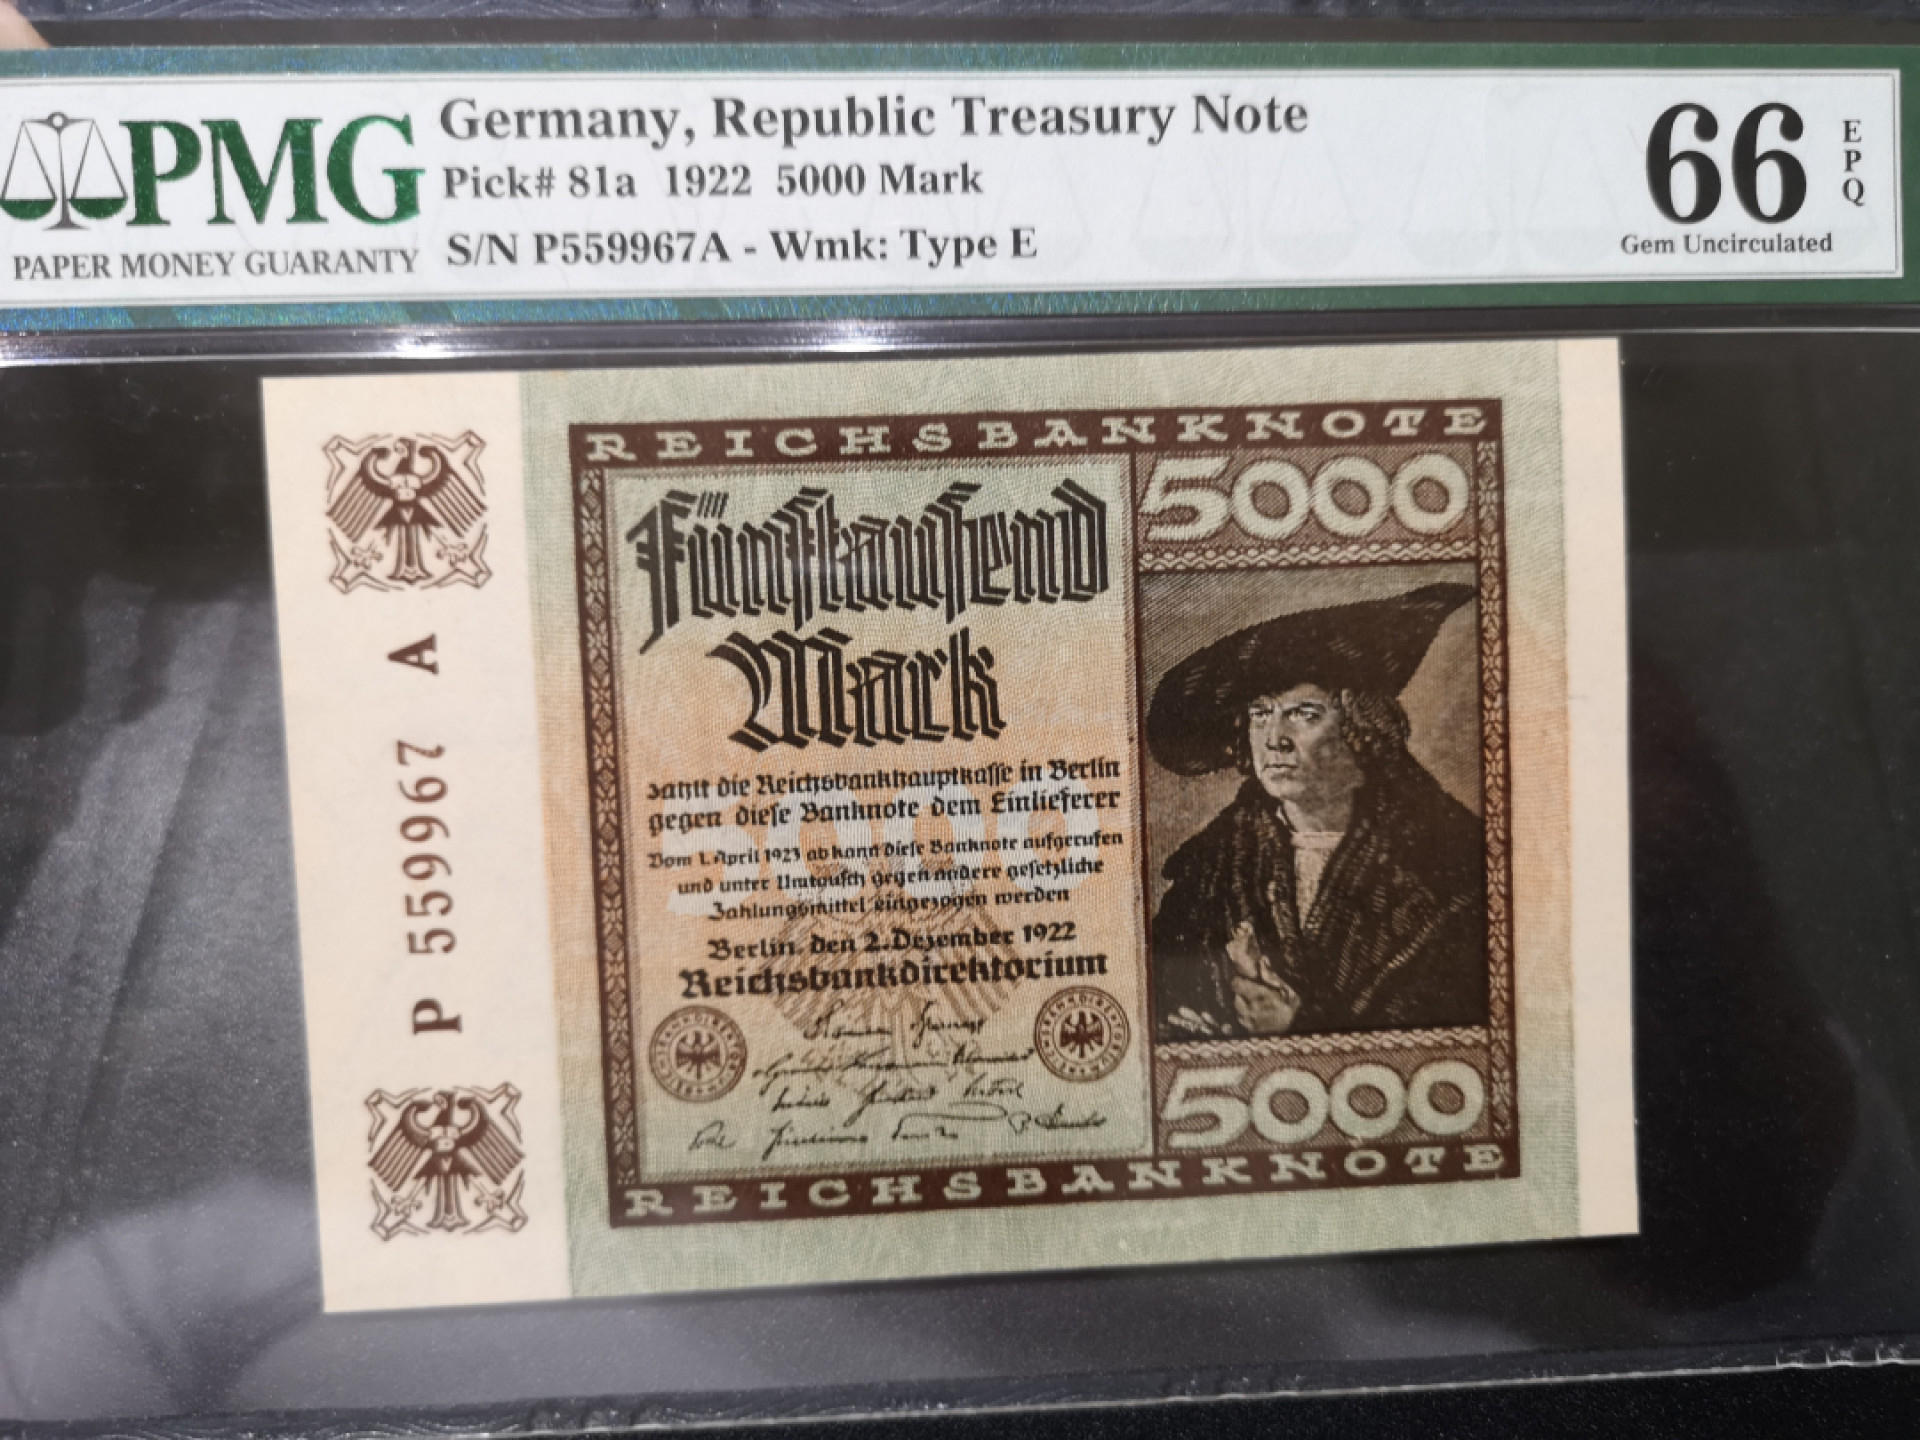 PMG
PAPER MONEY GUARANTY
Germany, Republic Treasury Note
Pick# 81a 1922 5000 Mark
S/N P559967A - Wmk: Type E
66
EPQ
Gem Uncirculated
P 559967 A
REICHSBANKNOTE
5000
Fünftauſend
Mark
zahlt die Reichsbankhauptkaſſe in Berlin
gegen dieſe Banknote dem Einlieferer
Vom 1. April 1923 ab kann dieſe Banknote aufgerufen
und unter Umtauſch gegen andere geſetzliche
Zahlungsmittel eingezogen werden
Berlin, den 2. Dezember 1922
Reichsbankdirektorium
5000
REICHSBANKNOTE